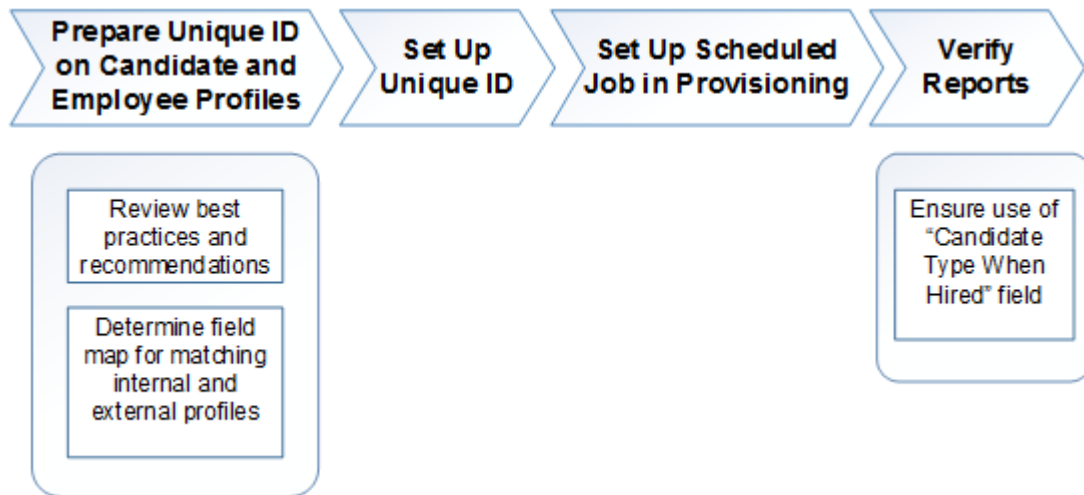 Prepare Unique ID
on Candidate and
Employee Profiles
Set Up
Unique ID
Set Up Scheduled
Job in Provisioning
Verify
Reports
Review best
practices and
recommendations
Determine field
map for matching
internal and
external profiles
Ensure use of
“Candidate
Type When
Hired” field